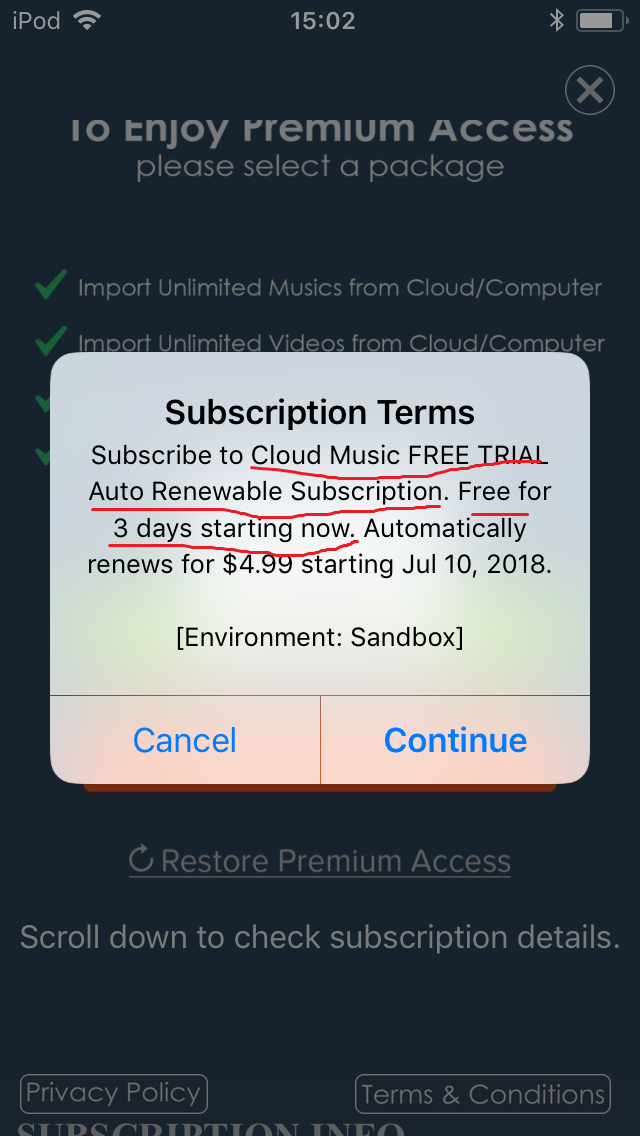 iPod 15:02
To Enjoy Premium Access
please select a package
Import Unlimited Musics from Cloud/Computer
Import Unlimited Videos from Cloud/Computer
Subscription Terms
Subscribe to Cloud Music FREE TRIAL
Auto Renewable Subscription. Free for
3 days starting now. Automatically
renews for $4.99 starting Jul 10, 2018.
[Environment: Sandbox]
Cancel Continue
Restore Premium Access
Scroll down to check subscription details.
Privacy Policy Terms & Conditions
SUBSCRIPTION INFO